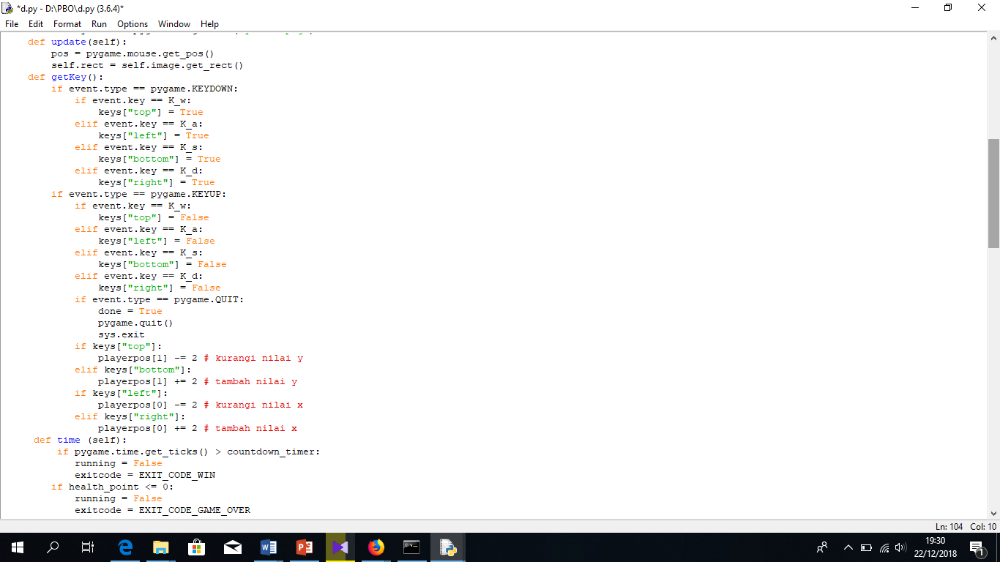 *d.py - D:\PBO\d.py (3.6.4)*
File Edit Format Run Options Window Help
    def update(self):
        pos = pygame.mouse.get_pos()
        self.rect = self.image.get_rect()
    def getKey():
        if event.type == pygame.KEYDOWN:
            if event.key == K_w:
                keys["top"] = True
            elif event.key == K_a:
                keys["left"] = True
            elif event.key == K_s:
                keys["bottom"] = True
            elif event.key == K_d:
                keys["right"] = True
        if event.type == pygame.KEYUP:
            if event.key == K_w:
                keys["top"] = False
            elif event.key == K_a:
                keys["left"] = False
            elif event.key == K_s:
                keys["bottom"] = False
            elif event.key == K_d:
                keys["right"] = False
            if event.type == pygame.QUIT:
                done = True
                pygame.quit()
                sys.exit
            if keys["top"]:
                playerpos[1] -= 2 # kurangi nilai y
            elif keys["bottom"]:
                playerpos[1] += 2 # tambah nilai y
            if keys["left"]:
                playerpos[0] -= 2 # kurangi nilai x
            elif keys["right"]:
                playerpos[0] += 2 # tambah nilai x
     def time (self):
         if pygame.time.get_ticks() > countdown_timer:
            running = False
            exitcode = EXIT_CODE_WIN
        if health_point <= 0:
            running = False
            exitcode = EXIT_CODE_GAME_OVER
Ln: 104 Col: 10
19:30
22/12/2018
1